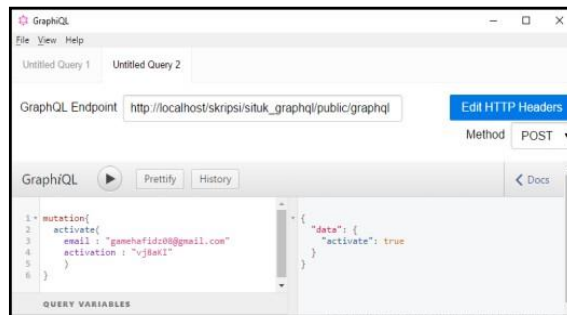 GraphiQL
File View Help
Untitled Query 1 Untitled Query 2
GraphQL Endpoint http://localhost/skripsi/situk_graphql/public/graphql Edit HTTP Headers
Method POST
GraphiQL Prettify History Docs
1 mutation{
2 activate(
3 email : "gamehafidz08@gmail.com"
4 activation : "vj8aKI"
5 )
6 }
{
"data": {
"activate": true
}
}
QUERY VARIABLES